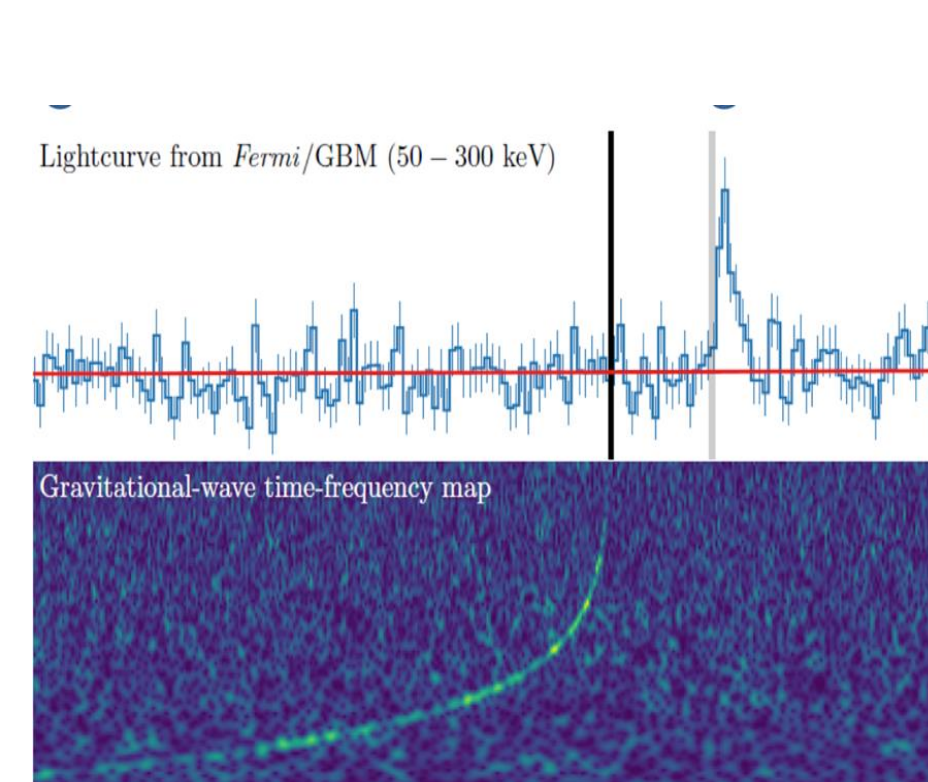 Lightcurve from Fermi/GBM (50 – 300 keV)
Gravitational-wave time-frequency map